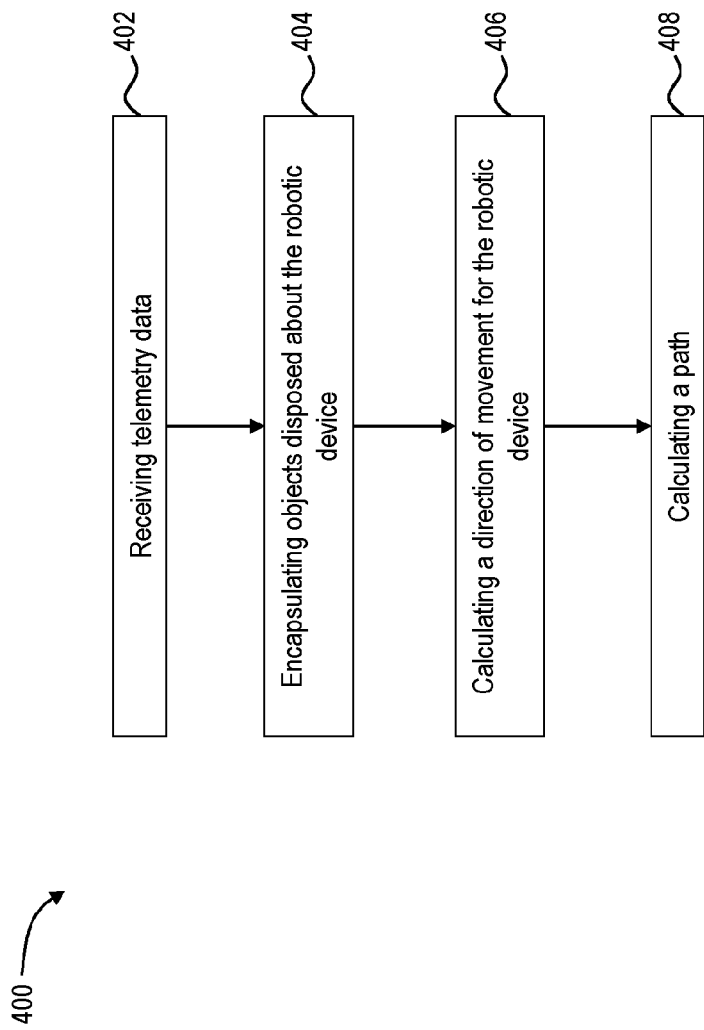 400
Receiving telemetry data
402
Encapsulating objects disposed about the robotic
device
404
Calculating a direction of movement for the robotic
device
406
Calculating a path
408